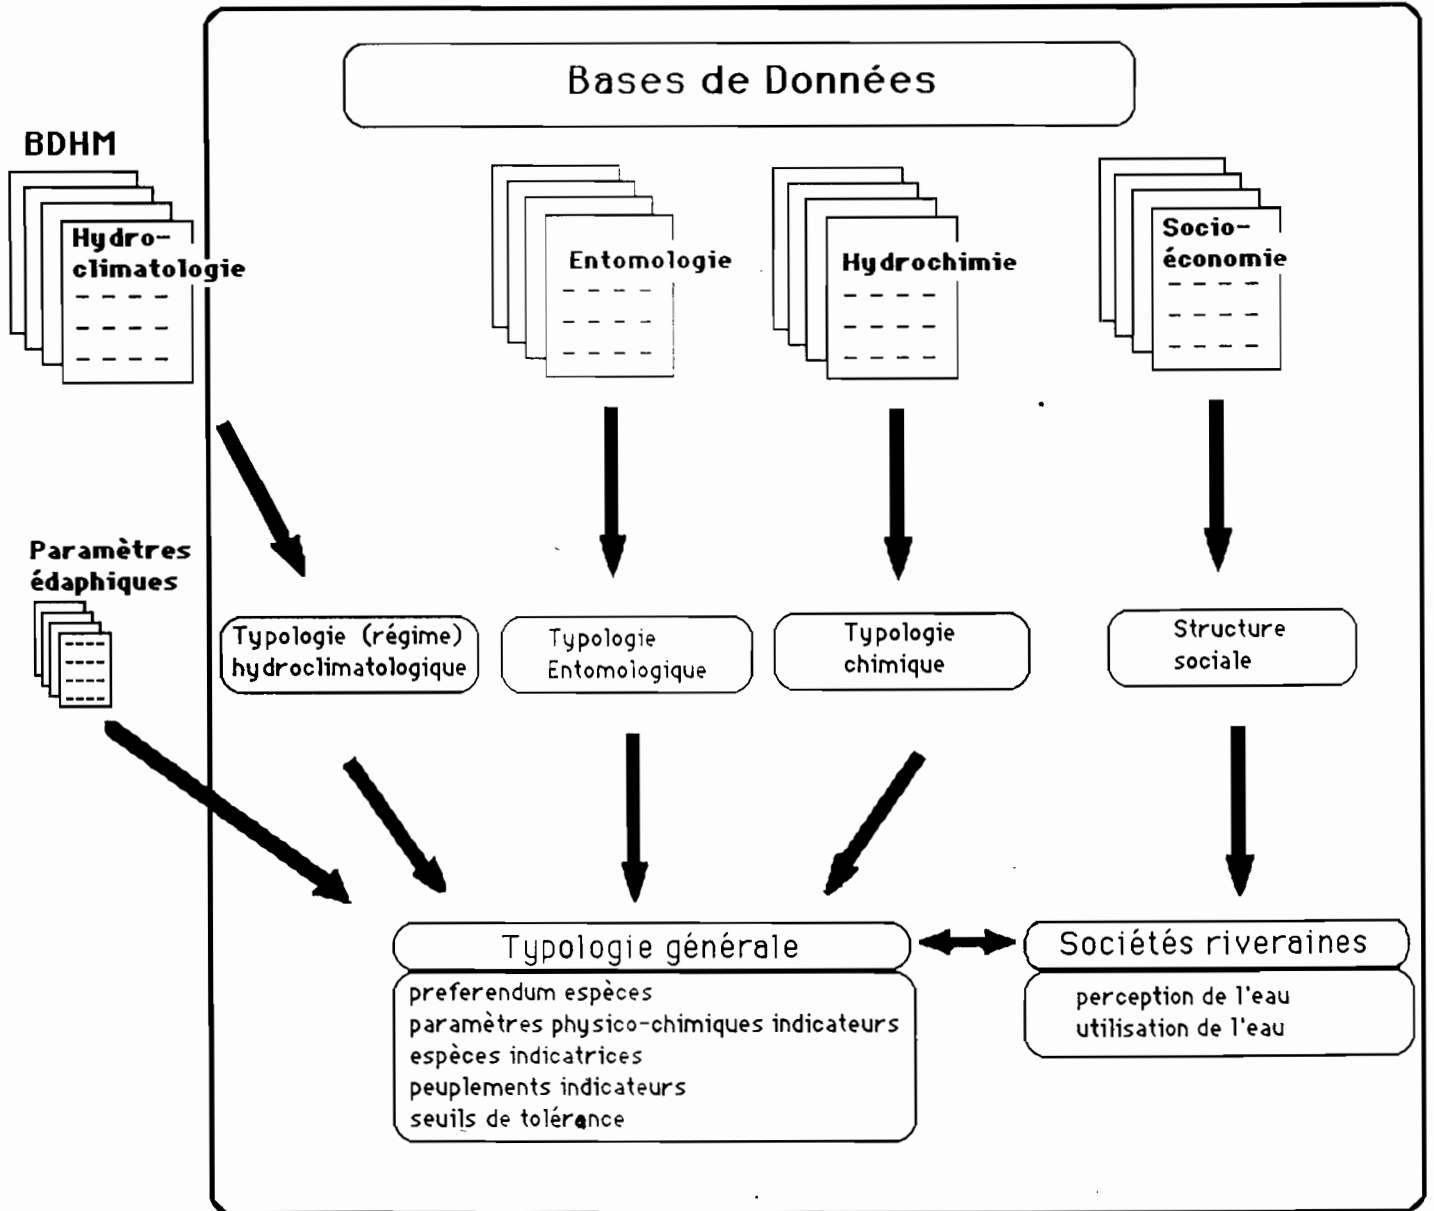 Bases de Données
BDHM
Hydro-
climatologie
Entomologie
Hydrochimie
Socio-
économie
Paramètres
édaphiques
Typologie (régime)
hydroclimatologique
Typologie
Entomologique
Typologie
chimique
Structure
sociale
Typologie générale
preferendum espèces
paramètres physico-chimiques indicateurs
espèces indicatrices
peuplements indicateurs
seuils de tolérance
Sociétés riveraines
perception de l'eau
utilisation de l'eau